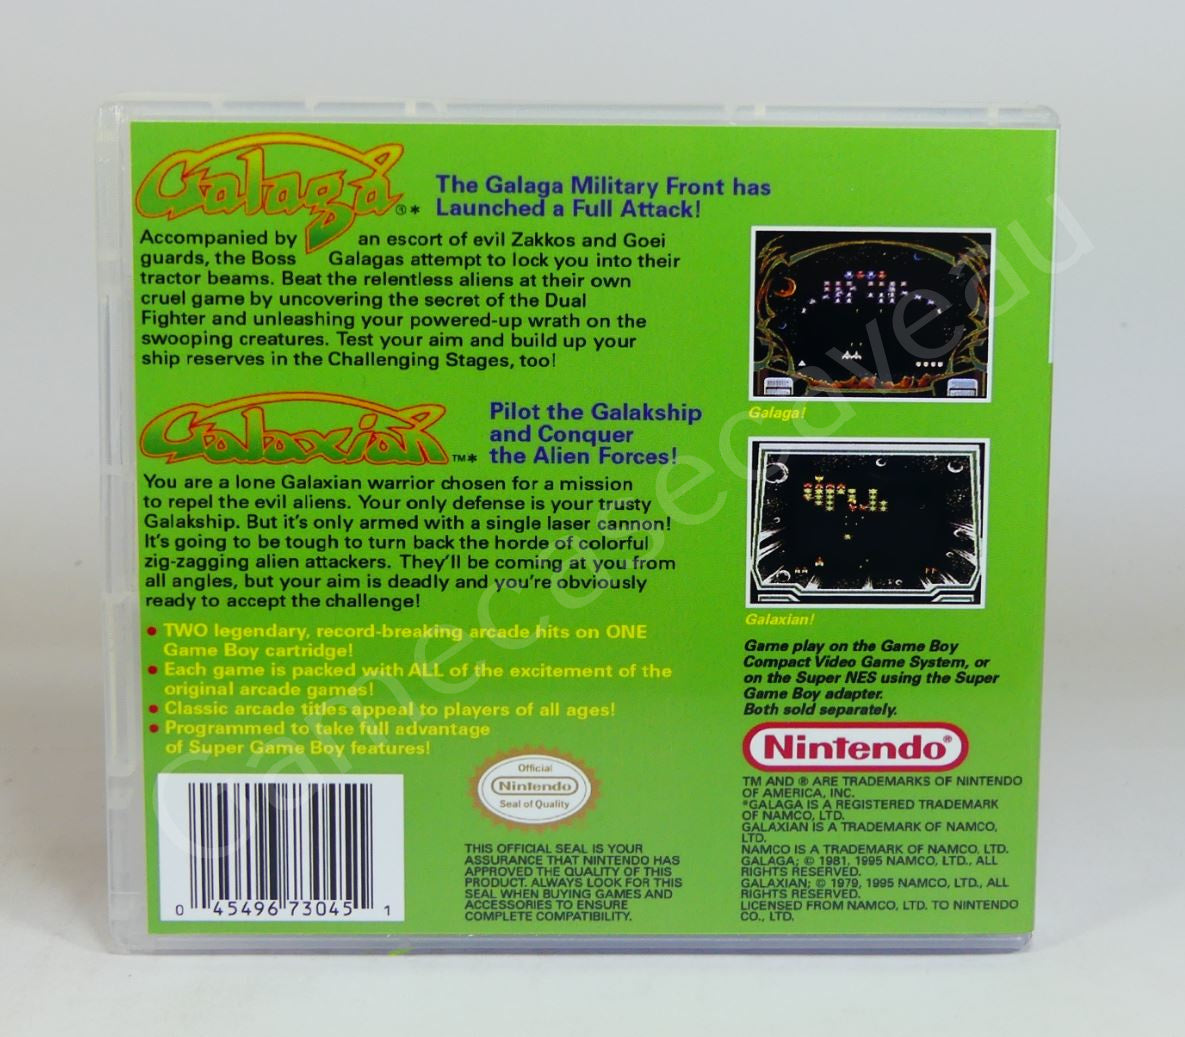 Galaga ®*
The Galaga Military Front has
Launched a Full Attack!
Accompanied by an escort of evil Zakkos and Goei
guards, the Boss Galagas attempt to lock you into their
tractor beams. Beat the relentless aliens at their own
cruel game by uncovering the secret of the Dual
Fighter and unleashing your powered-up wrath on the
swooping creatures. Test your aim and build up your
ship reserves in the Challenging Stages, too!
Galaxian ™*
Pilot the Galakship
and Conquer
the Alien Forces!
You are a lone Galaxian warrior chosen for a mission
to repel the evil aliens. Your only defense is your trusty
Galakship. But it's only armed with a single laser cannon!
It's going to be tough to turn back the horde of colorful
zig-zagging alien attackers. They'll be coming at you from
all angles, but your aim is deadly and you're obviously
ready to accept the challenge!
• TWO legendary, record-breaking arcade hits on ONE
Game Boy cartridge!
• Each game is packed with ALL of the excitement of the
original arcade games!
• Classic arcade titles appeal to players of all ages!
• Programmed to take full advantage
of Super Game Boy features!
0 45496 73045 1
Official
Nintendo
Seal of Quality
THIS OFFICIAL SEAL IS YOUR
ASSURANCE THAT NINTENDO HAS
APPROVED THE QUALITY OF THIS
PRODUCT. ALWAYS LOOK FOR THIS
SEAL WHEN BUYING GAMES AND
ACCESSORIES TO ENSURE
COMPLETE COMPATIBILITY.
Galaga!
Galaxian!
Game play on the Game Boy
Compact Video Game System, or
on the Super NES using the Super
Game Boy adapter.
Both sold separately.
Nintendo®
TM AND ® ARE TRADEMARKS OF NINTENDO
OF AMERICA, INC.
*GALAGA IS A REGISTERED TRADEMARK
OF NAMCO, LTD.
GALAXIAN IS A TRADEMARK OF NAMCO,
LTD.
NAMCO IS A TRADEMARK OF NAMCO, LTD.
GALAGA; © 1981, 1995 NAMCO, LTD., ALL
RIGHTS RESERVED.
GALAXIAN; © 1979, 1995 NAMCO, LTD., ALL
RIGHTS RESERVED.
LICENSED FROM NAMCO, LTD. TO NINTENDO
CO., LTD.
Gamecasecaveau